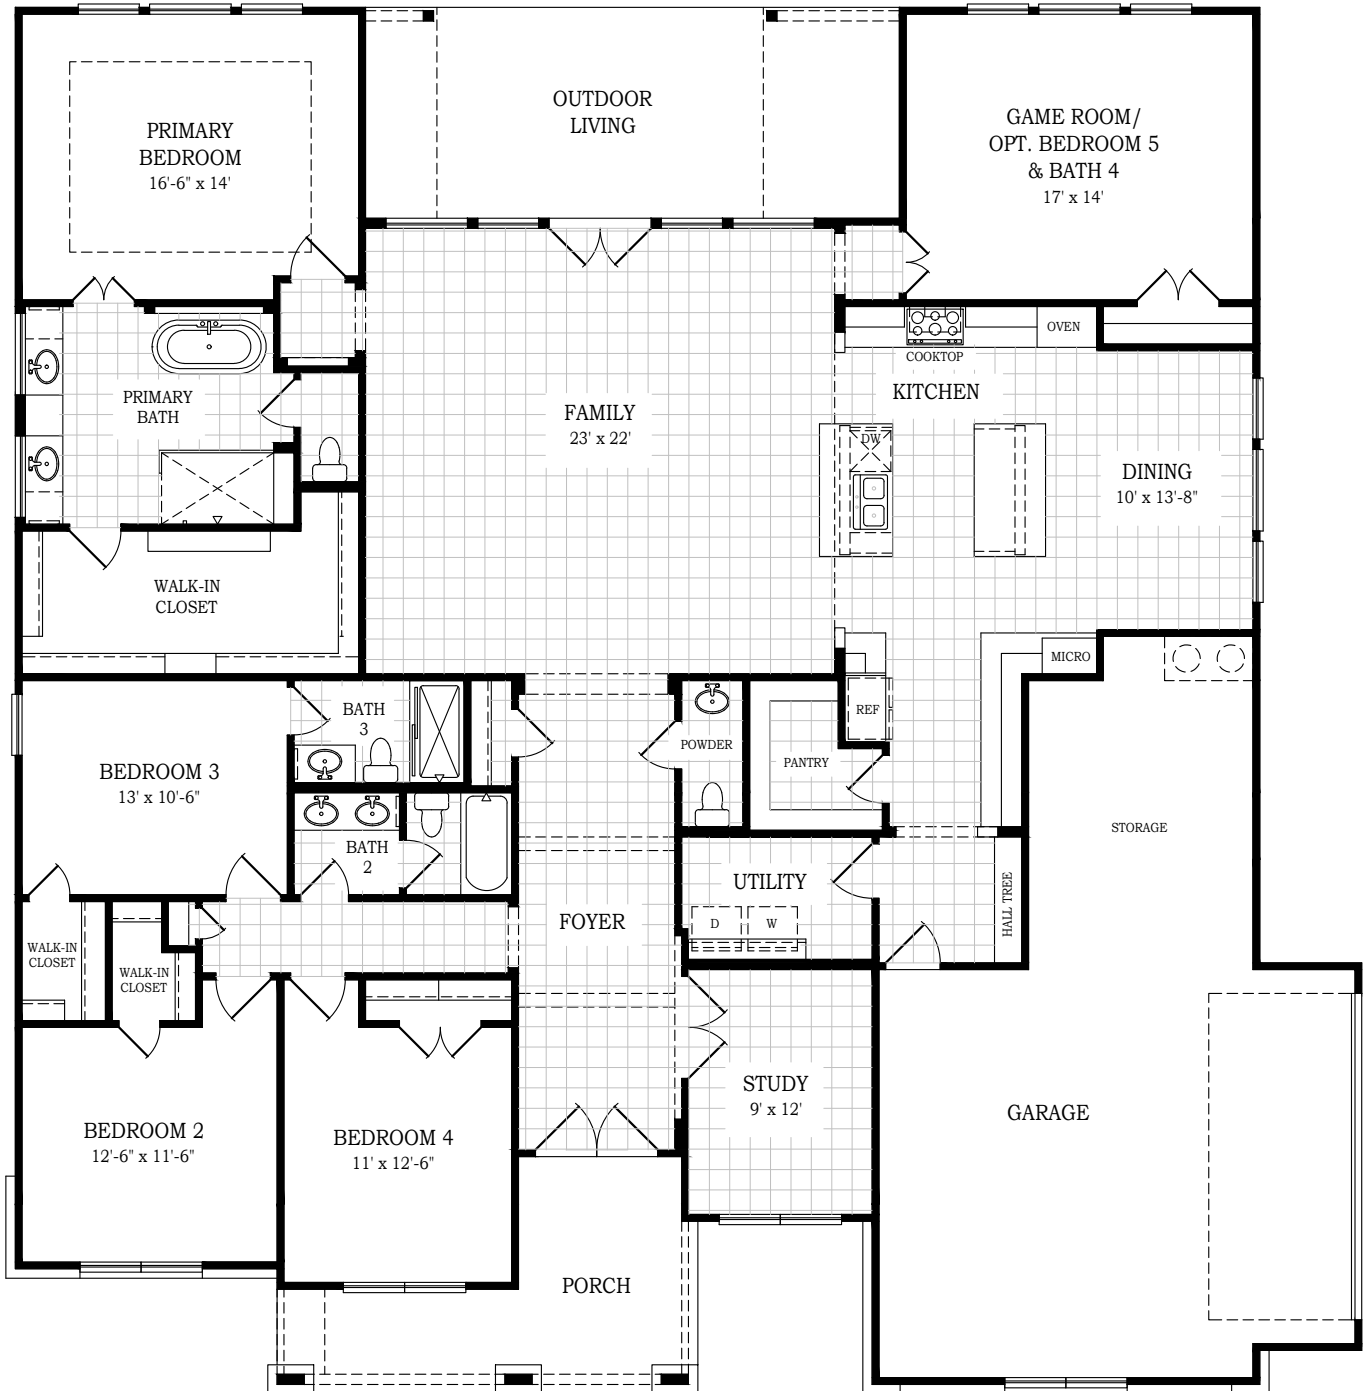 PRIMARY
BEDROOM
16'-6" x 14'
OUTDOOR
LIVING
GAME ROOM/
OPT. BEDROOM 5
& BATH 4
17' x 14'
OVEN
COOKTOP
KITCHEN
PRIMARY
BATH
FAMILY
23' x 22'
DW
DINING
10' x 13'-8"
WALK-IN
CLOSET
MICRO
BATH
3
REF
POWDER
PANTRY
BEDROOM 3
13' x 10'-6"
STORAGE
BATH
2
UTILITY
D
W
HALL TREE
FOYER
WALK-IN
CLOSET
WALK-IN
CLOSET
STUDY
9' x 12'
GARAGE
BEDROOM 2
12'-6" x 11'-6"
BEDROOM 4
11' x 12'-6"
PORCH